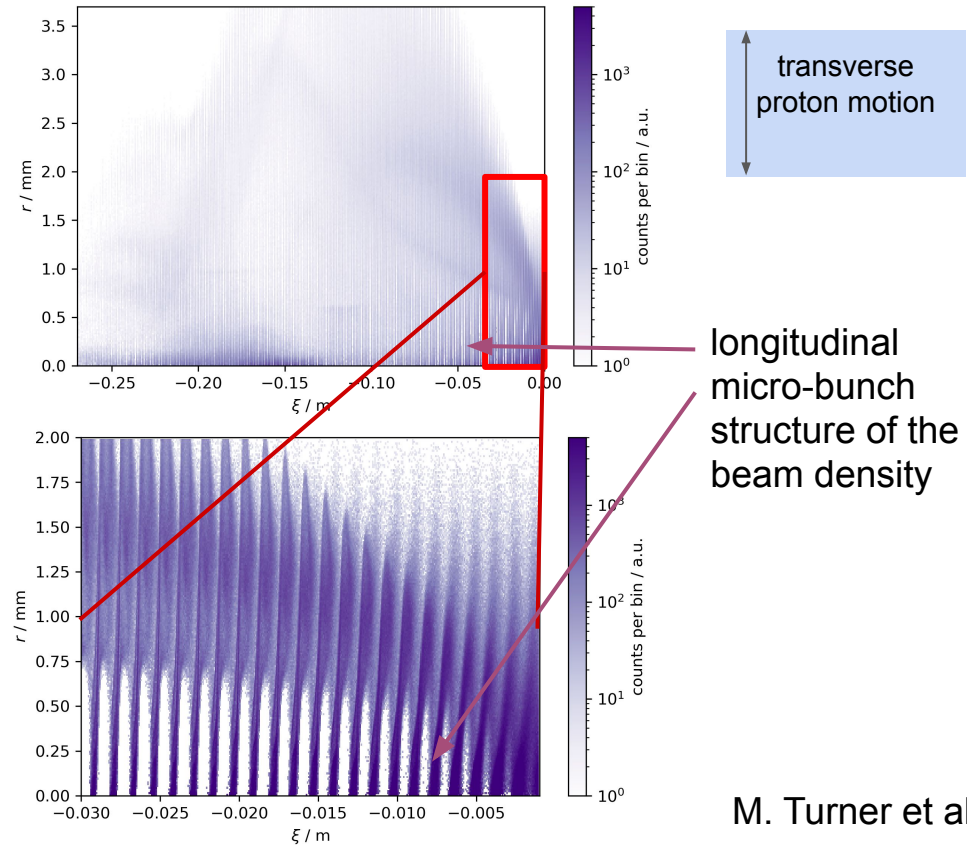 3.5
3.0
2.5
2.0
1.5
1.0
0.5
0.0
r / mm
−0.25 −0.20 −0.15 −0.10 −0.05 0.00
ξ / m
10³
10²
10¹
10⁰
counts per bin / a.u.
transverse
proton motion
longitudinal
micro-bunch
structure of the
beam density
2.00
1.75
1.50
1.25
1.00
0.75
0.50
0.25
0.00
r / mm
−0.030 −0.025 −0.020 −0.015 −0.010 −0.005
ξ / m
10³
10²
10¹
10⁰
counts per bin / a.u.
M. Turner et al